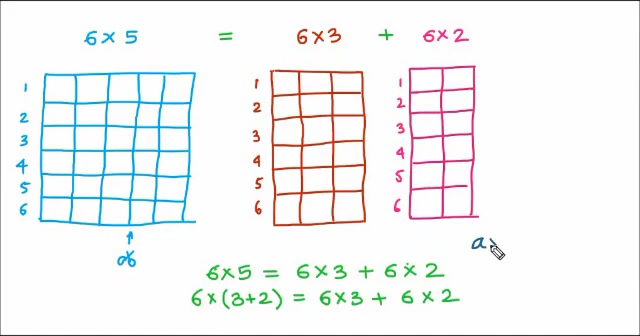 6 × 5 = 6 × 3 + 6 × 2
1 1 1
2 2 2
3 3 3
4 4 4
5 5 5
6 6 6
a
6 × 5 = 6 × 3 + 6 × 2
6 × (3 + 2) = 6 × 3 + 6 × 2